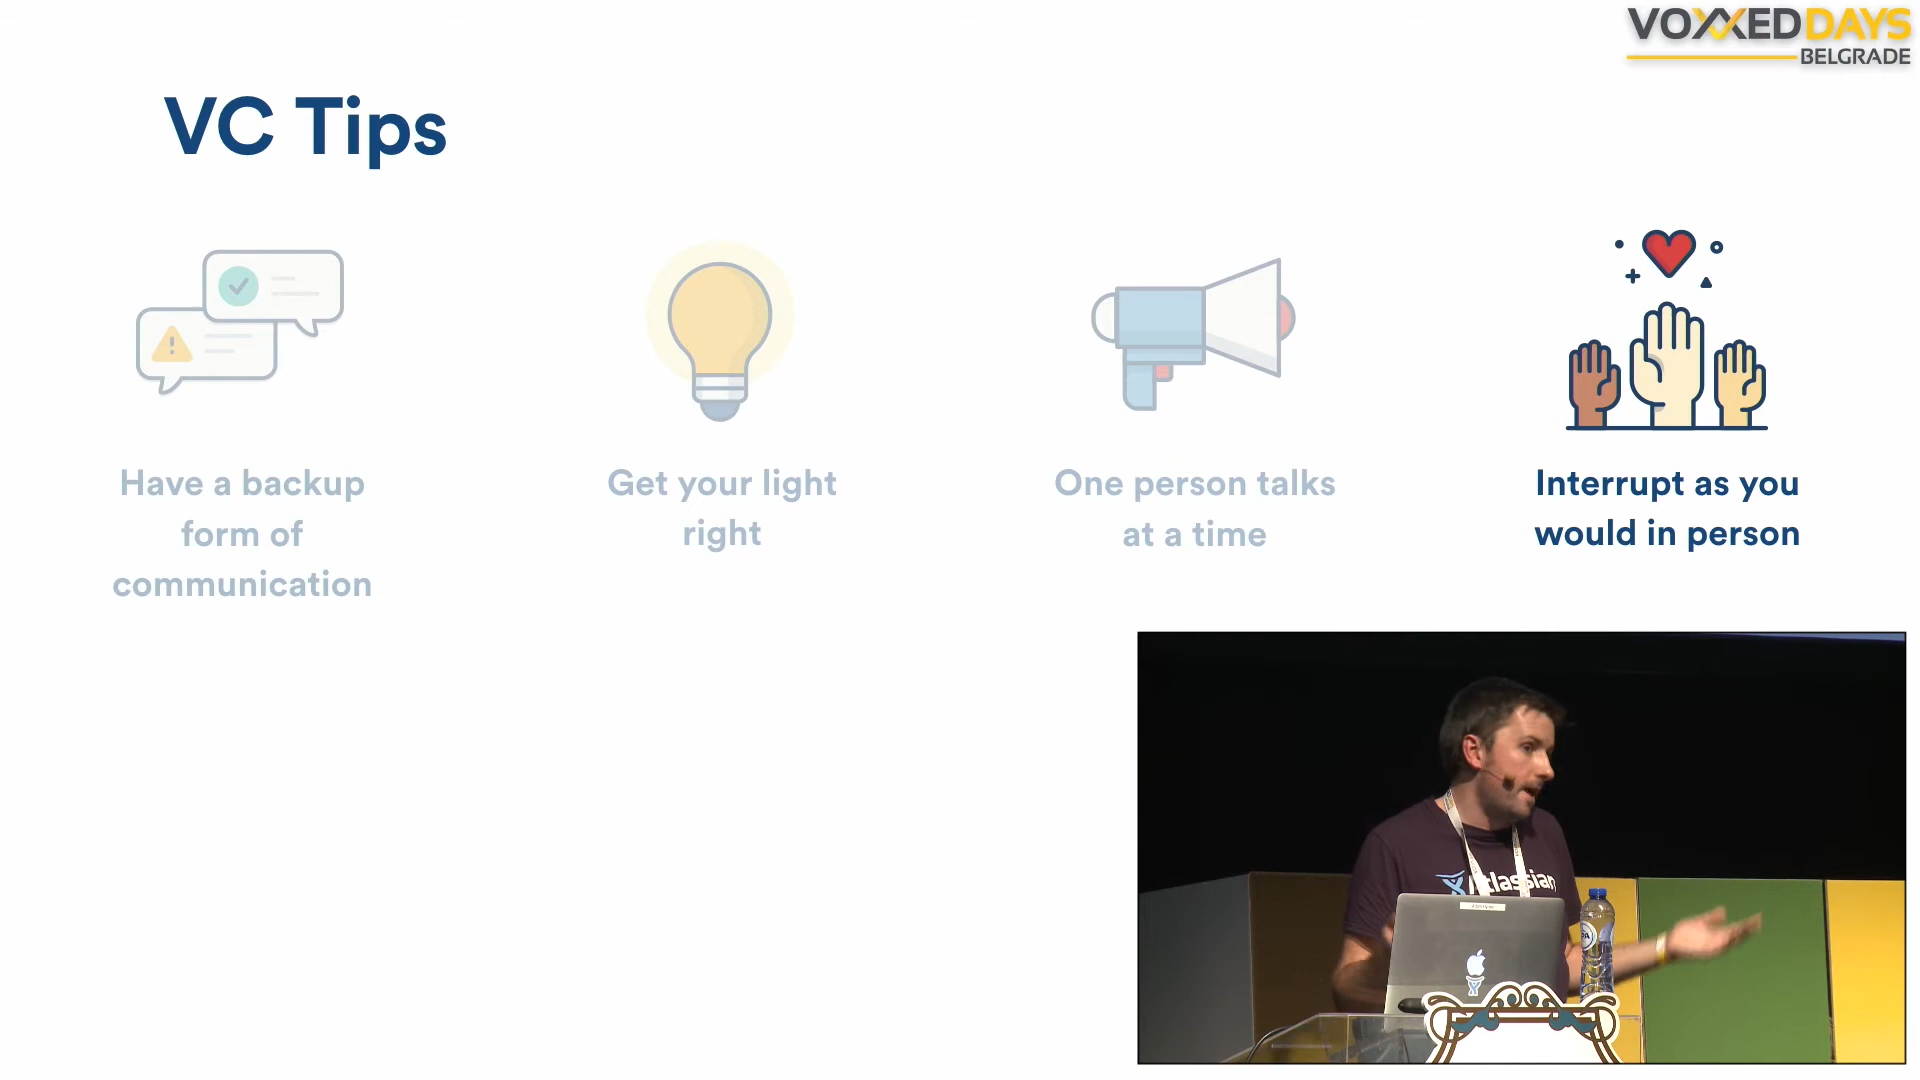 VOXXED DAYS
BELGRADE
VC Tips
Have a backup
form of
communication
Get your light
right
One person talks
at a time
Interrupt as you
would in person
Atlassian